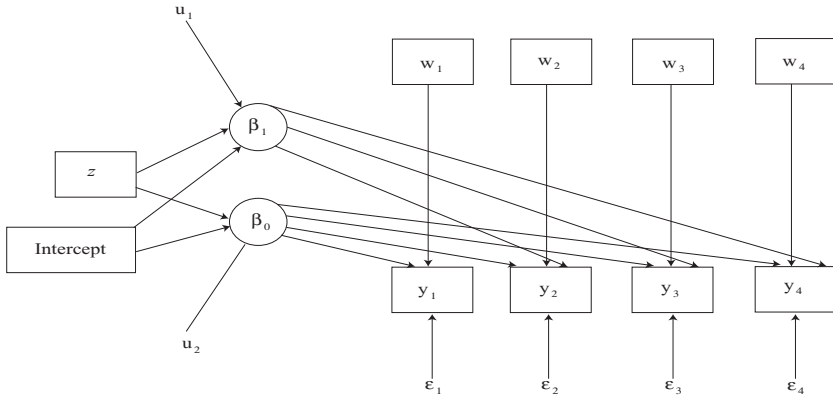 u₁
w₁ w₂ w₃ w₄
β₁
z
β₀
Intercept
y₁ y₂ y₃ y₄
u₂
ε₁ ε₂ ε₃ ε₄